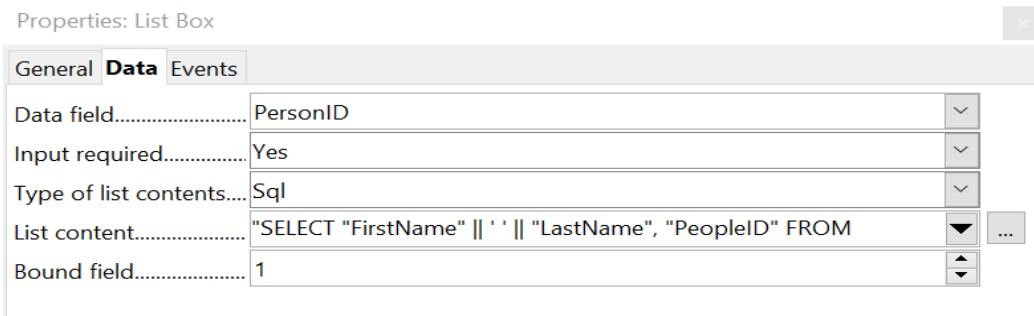 Properties: List Box
General Data Events
Data field......................... PersonID
Input required................ Yes
Type of list contents.... Sql
List content..................... "SELECT "FirstName" || ' ' || "LastName", "PeopleID" FROM ...
Bound field...................... 1